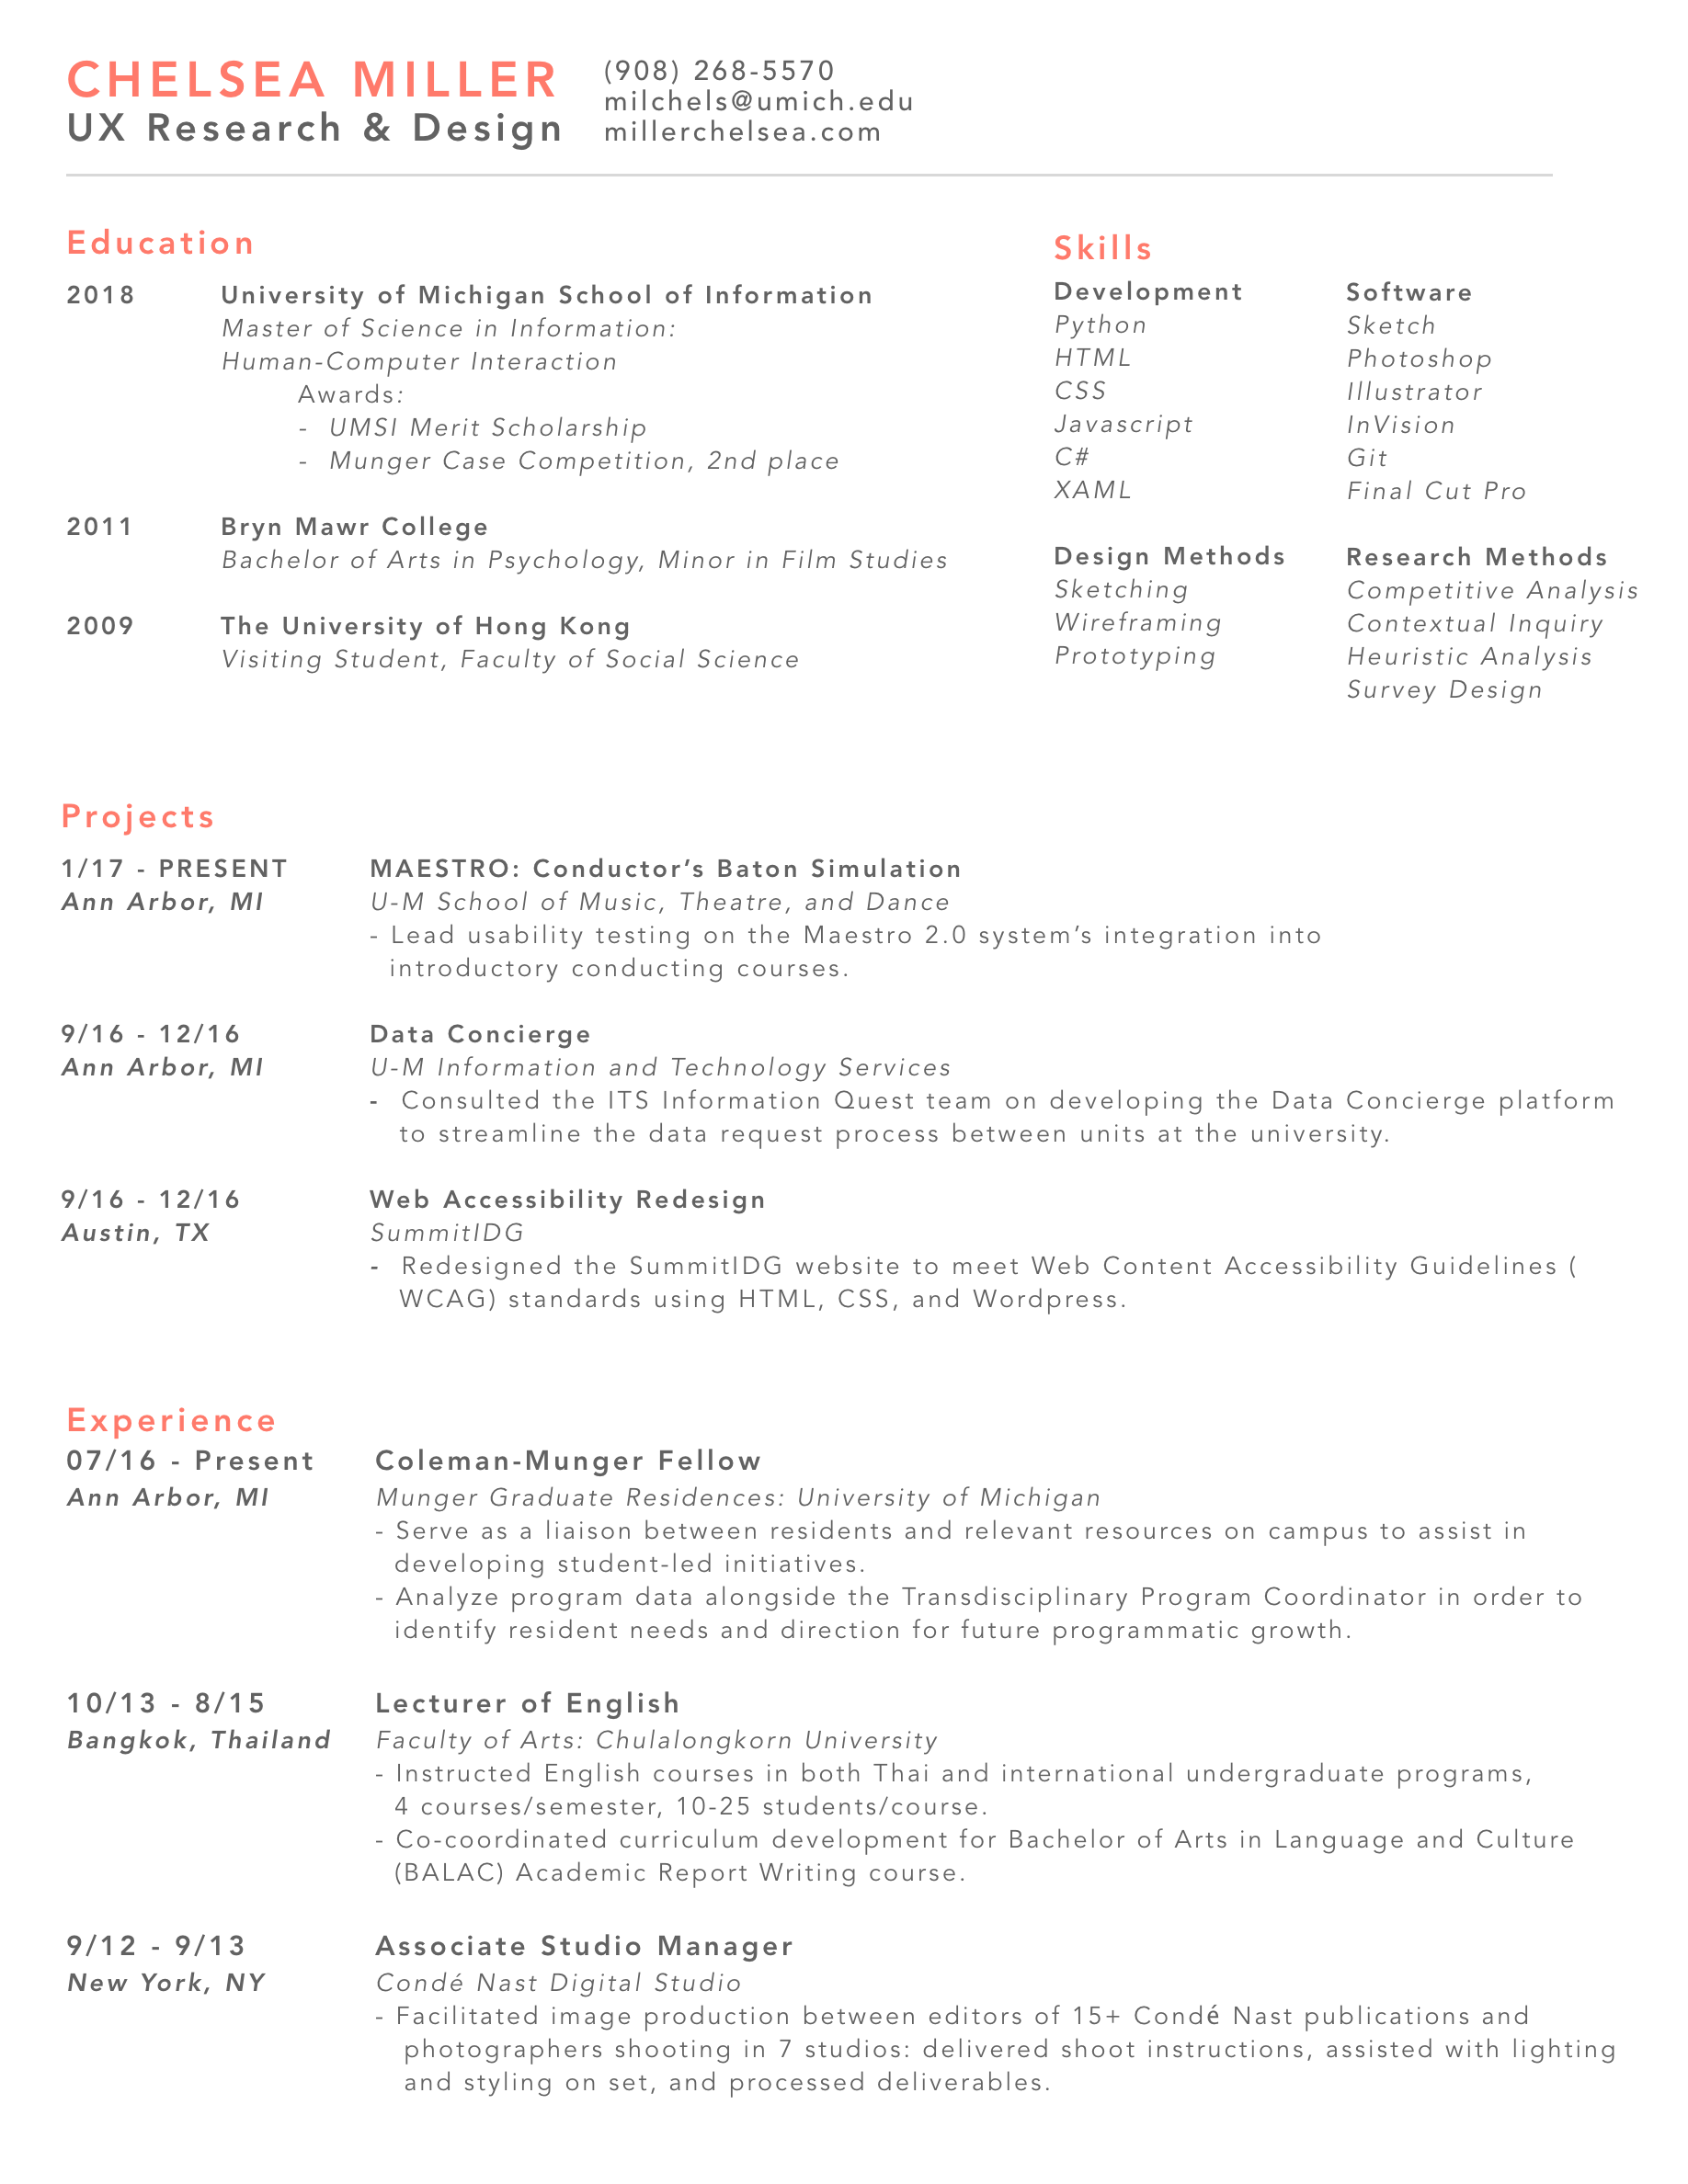 CHELSEA MILLER
UX Research & Design
(908) 268-5570
milchels@umich.edu
millerchelsea.com
Education
2018 University of Michigan School of Information
Master of Science in Information:
Human-Computer Interaction
Awards:
- UMSI Merit Scholarship
- Munger Case Competition, 2nd place
2011 Bryn Mawr College
Bachelor of Arts in Psychology, Minor in Film Studies
2009 The University of Hong Kong
Visiting Student, Faculty of Social Science
Skills
Development
Python
HTML
CSS
Javascript
C#
XAML
Software
Sketch
Photoshop
Illustrator
InVision
Git
Final Cut Pro
Design Methods
Sketching
Wireframing
Prototyping
Research Methods
Competitive Analysis
Contextual Inquiry
Heuristic Analysis
Survey Design
Projects
1/17 - PRESENT MAESTRO: Conductor’s Baton Simulation
Ann Arbor, MI U-M School of Music, Theatre, and Dance
- Lead usability testing on the Maestro 2.0 system’s integration into
introductory conducting courses.
9/16 - 12/16 Data Concierge
Ann Arbor, MI U-M Information and Technology Services
- Consulted the ITS Information Quest team on developing the Data Concierge platform
to streamline the data request process between units at the university.
9/16 - 12/16 Web Accessibility Redesign
Austin, TX SummitIDG
- Redesigned the SummitIDG website to meet Web Content Accessibility Guidelines (
WCAG) standards using HTML, CSS, and Wordpress.
Experience
07/16 - Present Coleman-Munger Fellow
Ann Arbor, MI Munger Graduate Residences: University of Michigan
- Serve as a liaison between residents and relevant resources on campus to assist in
developing student-led initiatives.
- Analyze program data alongside the Transdisciplinary Program Coordinator in order to
identify resident needs and direction for future programmatic growth.
10/13 - 8/15 Lecturer of English
Bangkok, Thailand Faculty of Arts: Chulalongkorn University
- Instructed English courses in both Thai and international undergraduate programs,
4 courses/semester, 10-25 students/course.
- Co-coordinated curriculum development for Bachelor of Arts in Language and Culture
(BALAC) Academic Report Writing course.
9/12 - 9/13 Associate Studio Manager
New York, NY Condé Nast Digital Studio
- Facilitated image production between editors of 15+ Condé Nast publications and
photographers shooting in 7 studios: delivered shoot instructions, assisted with lighting
and styling on set, and processed deliverables.